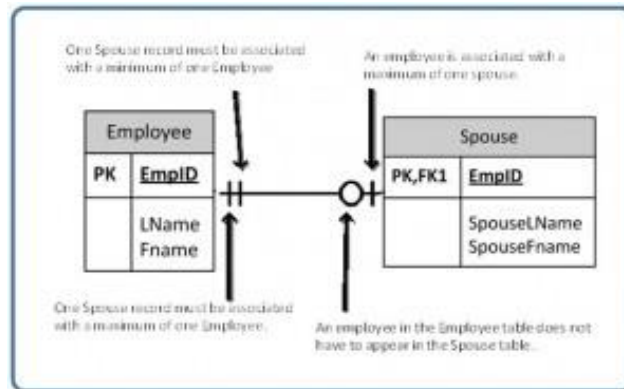 One Spouse record must be associated
with a minimum of one Employee
An employee is associated with a
maximum of one spouse.
Employee
PK EmpID
LName
Fname
Spouse
PK,FK1 EmpID
SpouseLName
SpouseFname
One Spouse record must be associated
with a maximum of one Employee.
An employee in the Employee table does not
have to appear in the Spouse table.